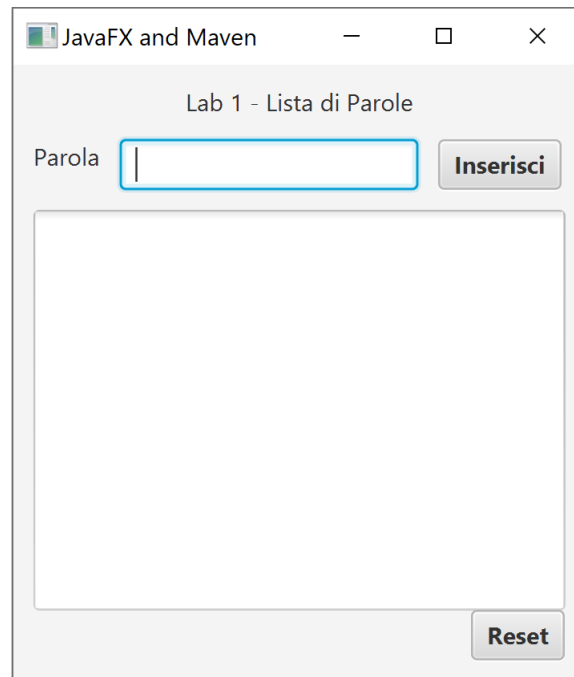 JavaFX and Maven
Lab 1 - Lista di Parole
Parola Inserisci
Reset